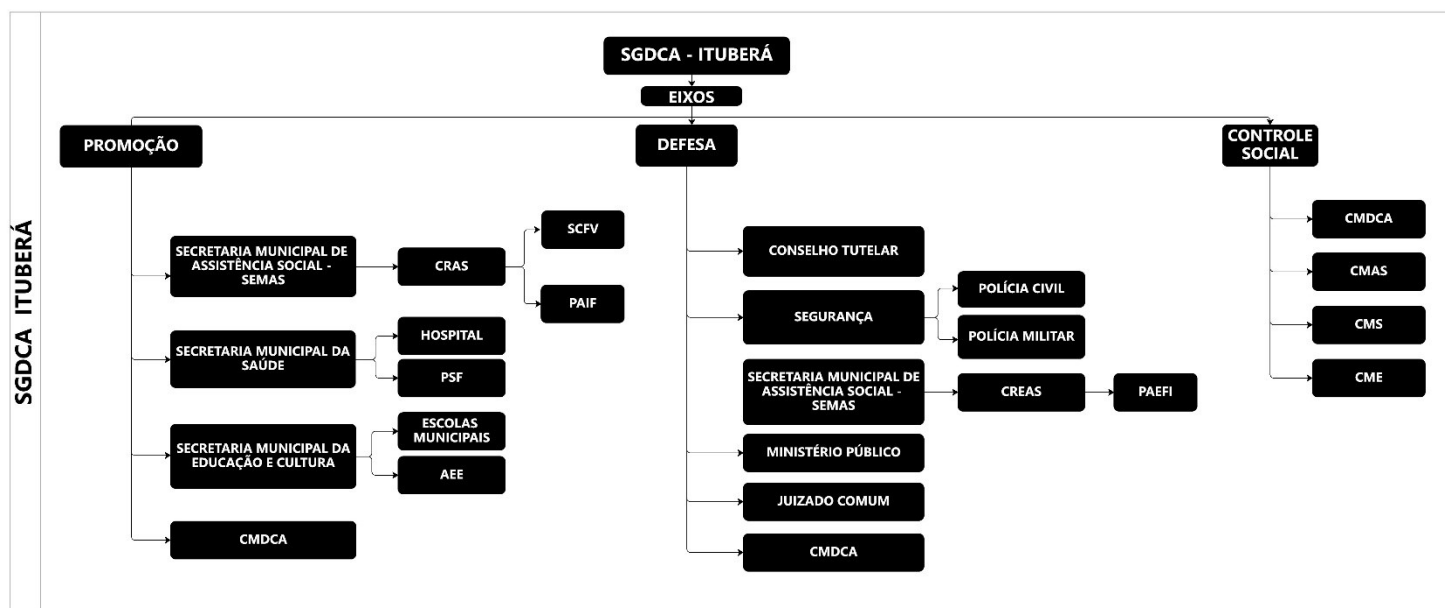 SGDCA ITUBERÁ
SGDCA - ITUBERÁ
EIXOS
PROMOÇÃO
SECRETARIA MUNICIPAL DE
ASSISTÊNCIA SOCIAL -
SEMAS
CRAS
SCFV
PAIF
SECRETARIA MUNICIPAL DA
SAÚDE
HOSPITAL
PSF
SECRETARIA MUNICIPAL DA
EDUCAÇÃO E CULTURA
ESCOLAS
MUNICIPAIS
AEE
CMDCA
DEFESA
CONSELHO TUTELAR
SEGURANÇA
POLÍCIA CIVIL
POLÍCIA MILITAR
SECRETARIA MUNICIPAL DE
ASSISTÊNCIA SOCIAL -
SEMAS
CREAS
PAEFI
MINISTÉRIO PÚBLICO
JUIZADO COMUM
CMDCA
CONTROLE
SOCIAL
CMDCA
CMAS
CMS
CME